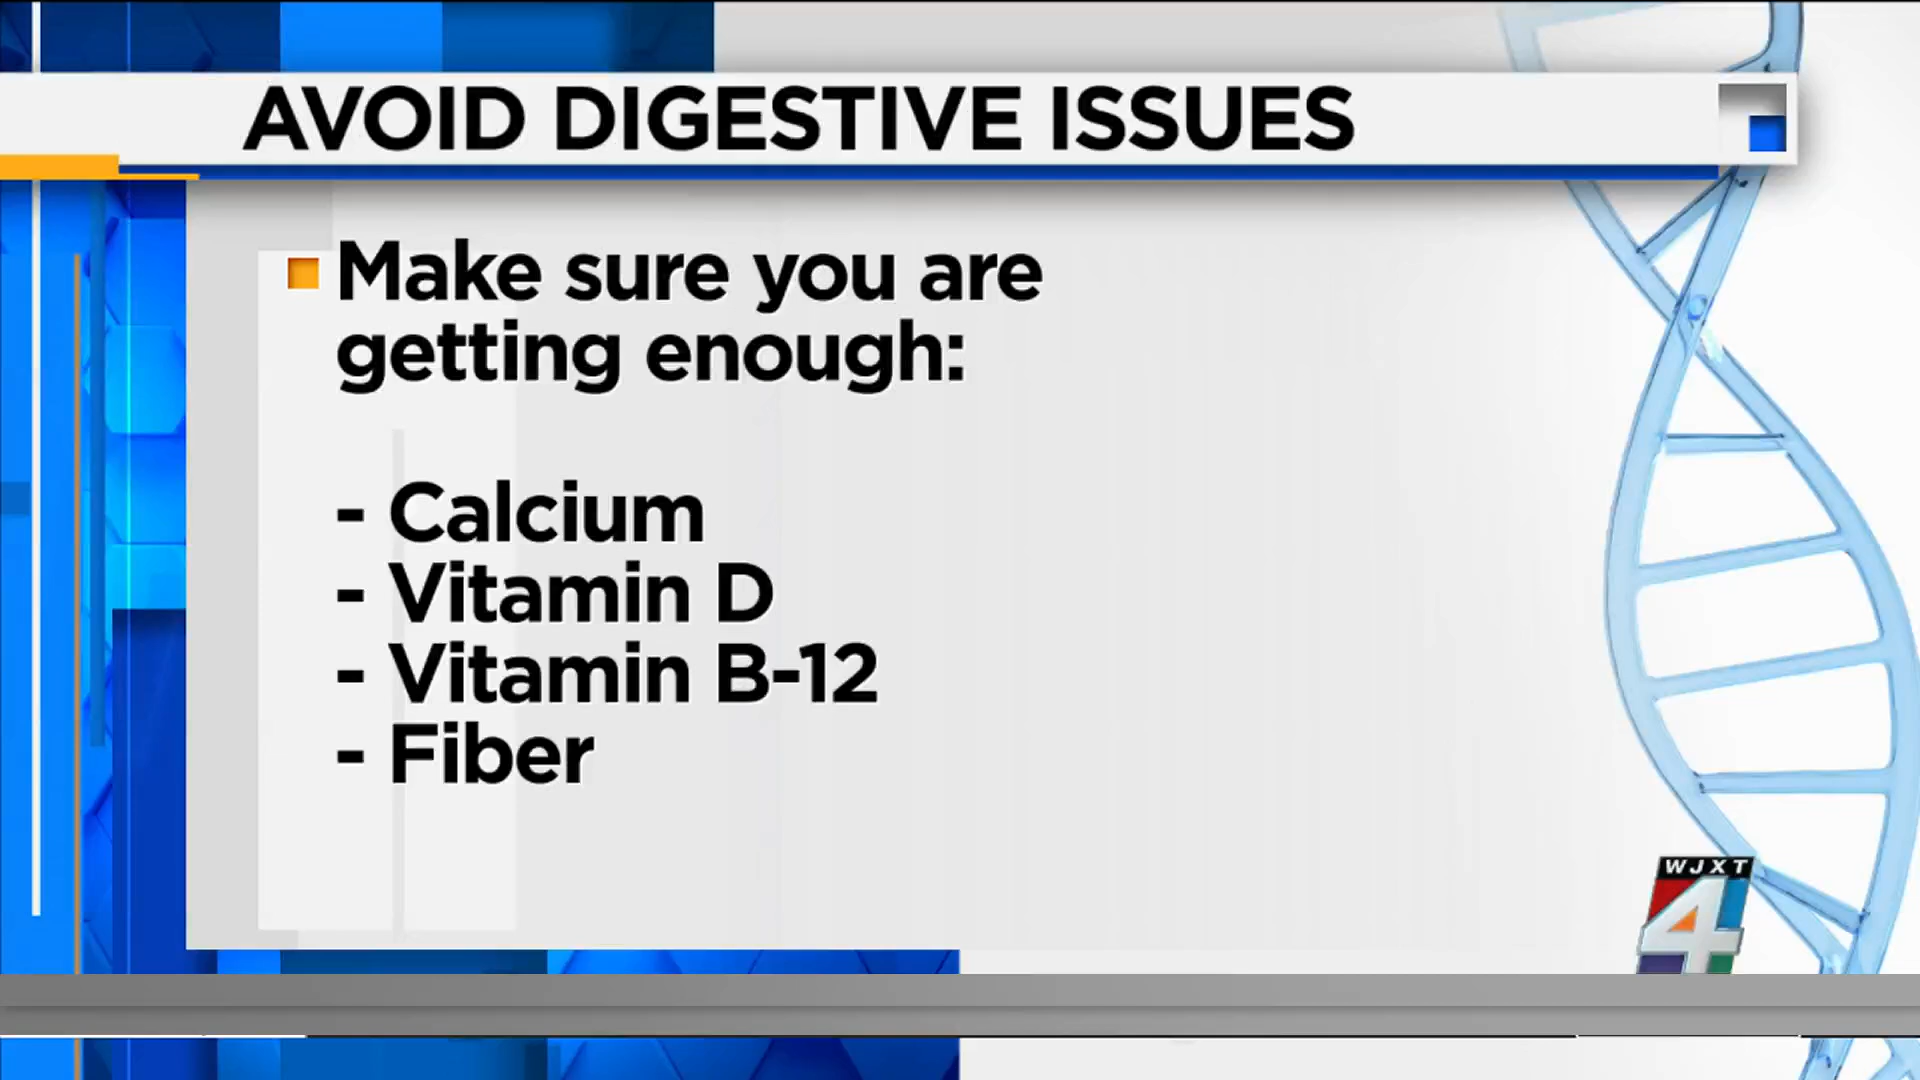 AVOID DIGESTIVE ISSUES
Make sure you are
getting enough:
- Calcium
- Vitamin D
- Vitamin B-12
- Fiber
WJXT
4